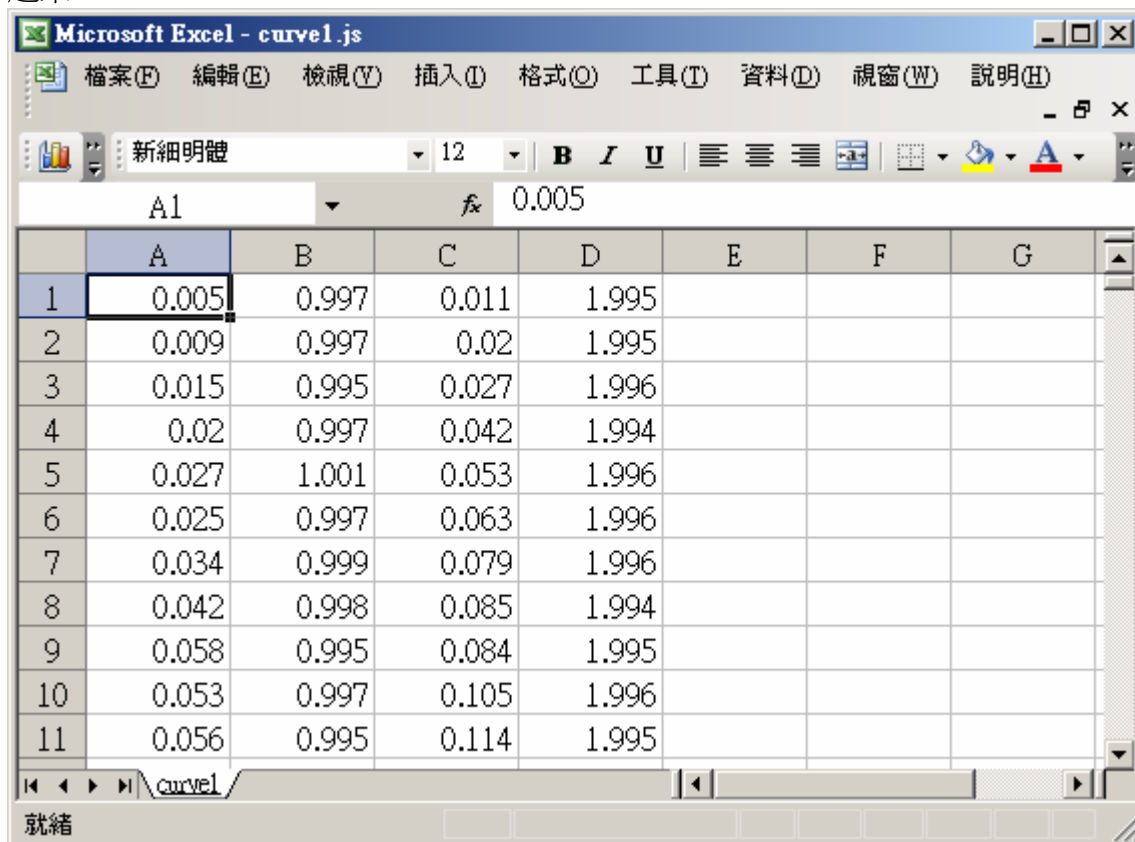 Microsoft Excel - curve1.js
檔案(F) 編輯(E) 檢視(V) 插入(I) 格式(O) 工具(T) 資料(D) 視窗(W) 說明(H)
新細明體 12 B I U
A1 fx 0.005
A B C D E F G
1 0.005 0.997 0.011 1.995
2 0.009 0.997 0.02 1.995
3 0.015 0.995 0.027 1.996
4 0.02 0.997 0.042 1.994
5 0.027 1.001 0.053 1.996
6 0.025 0.997 0.063 1.996
7 0.034 0.999 0.079 1.996
8 0.042 0.998 0.085 1.994
9 0.058 0.995 0.084 1.995
10 0.053 0.997 0.105 1.996
11 0.056 0.995 0.114 1.995
curve1
就緒